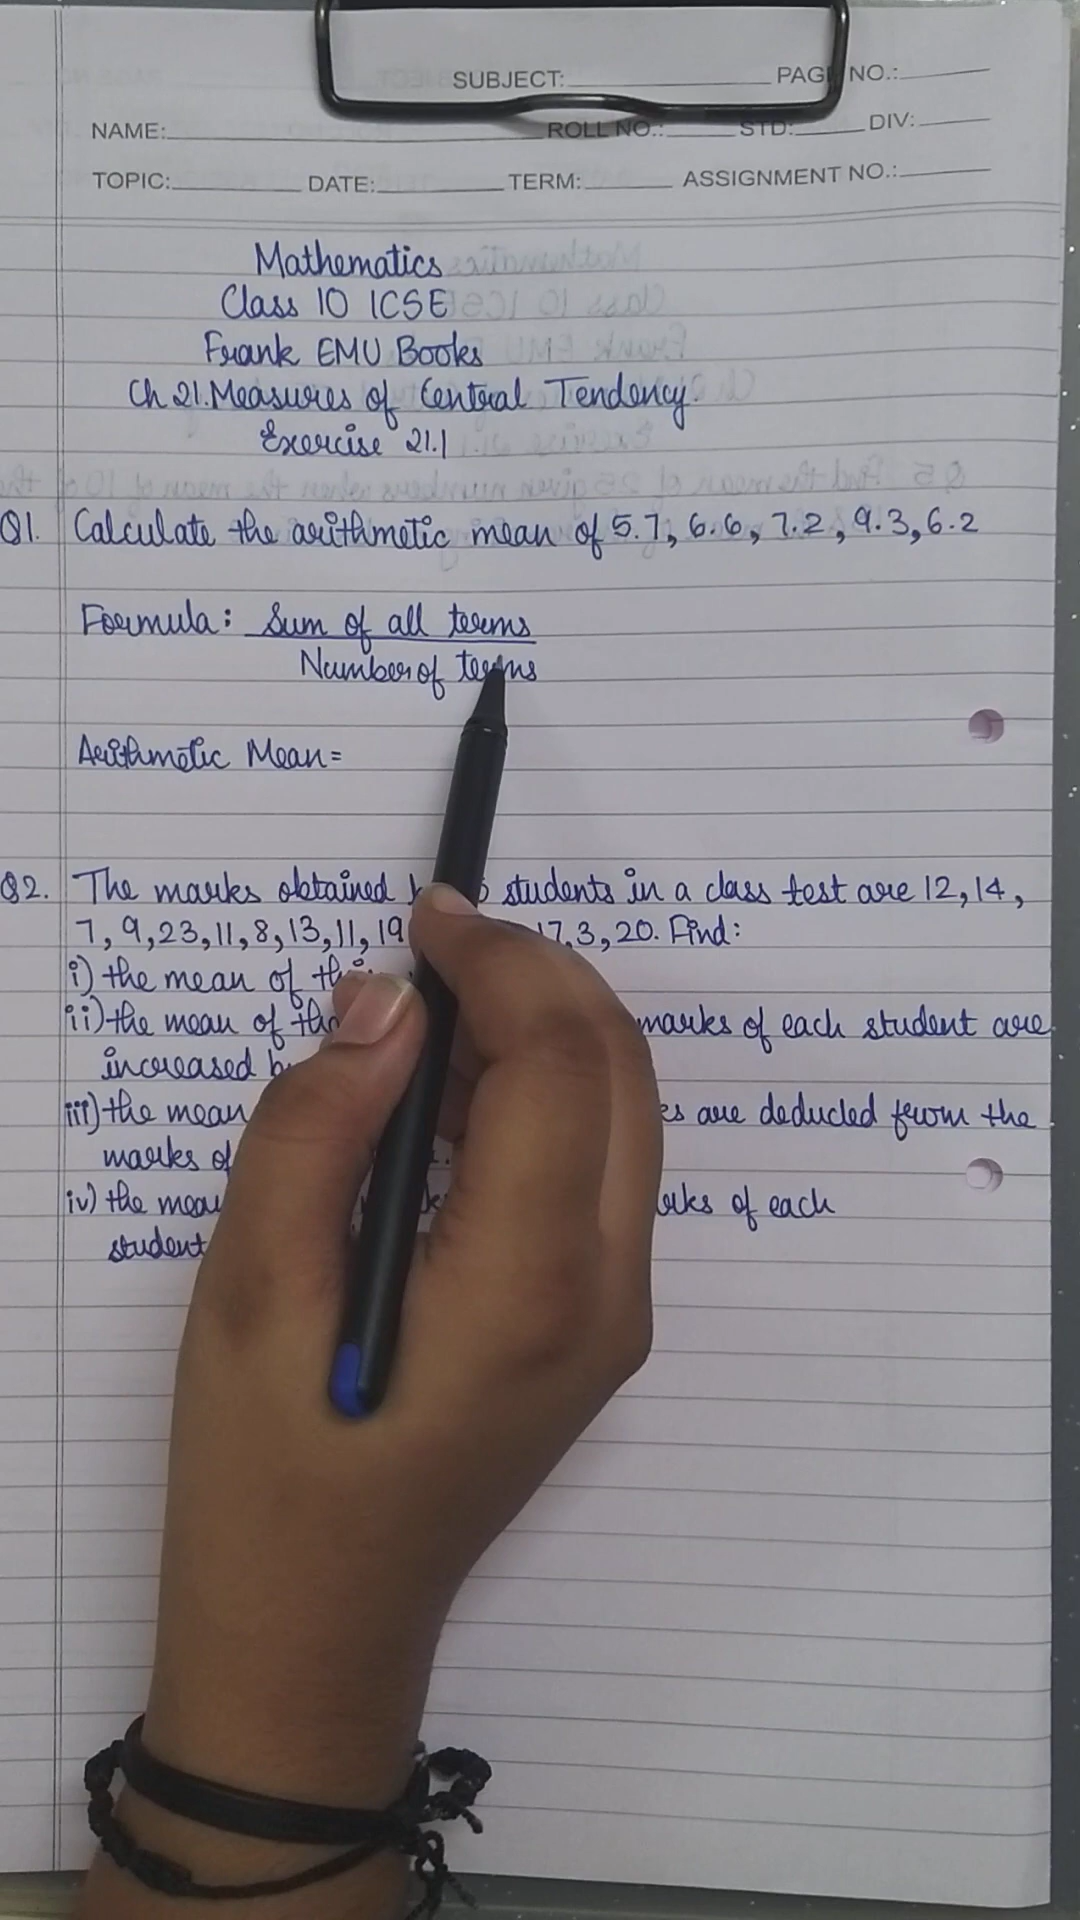 SUBJECT: PAGE NO.:
NAME: ROLL NO.: STD: DIV:
TOPIC: DATE: TERM: ASSIGNMENT NO.:
Mathematics
Class 10 ICSE
Frank EMU Books
Ch 21. Measures of Central Tendency.
Exercise 21.1
Q1. Calculate the arithmetic mean of 5.7, 6.6, 7.2, 9.3, 6.2
Formula: Sum of all terms
Number of terms
Arithmetic Mean=
Q2. The marks obtained students in a class test are 12, 14,
7, 9, 23, 11, 8, 13, 11, 19 17, 3, 20. Find:
i) the mean of
ii) the mean of marks of each student are
increased
iii) the mean are deducted from the
marks of
iv) the of each
student